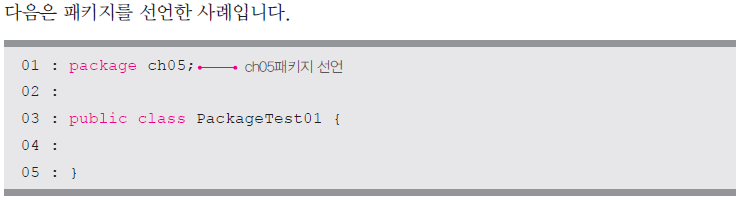 다음은 패키지를 선언한 사례입니다.
01 : package ch05; ch05패키지 선언
02 :
03 : public class PackageTest01 {
04 :
05 : }